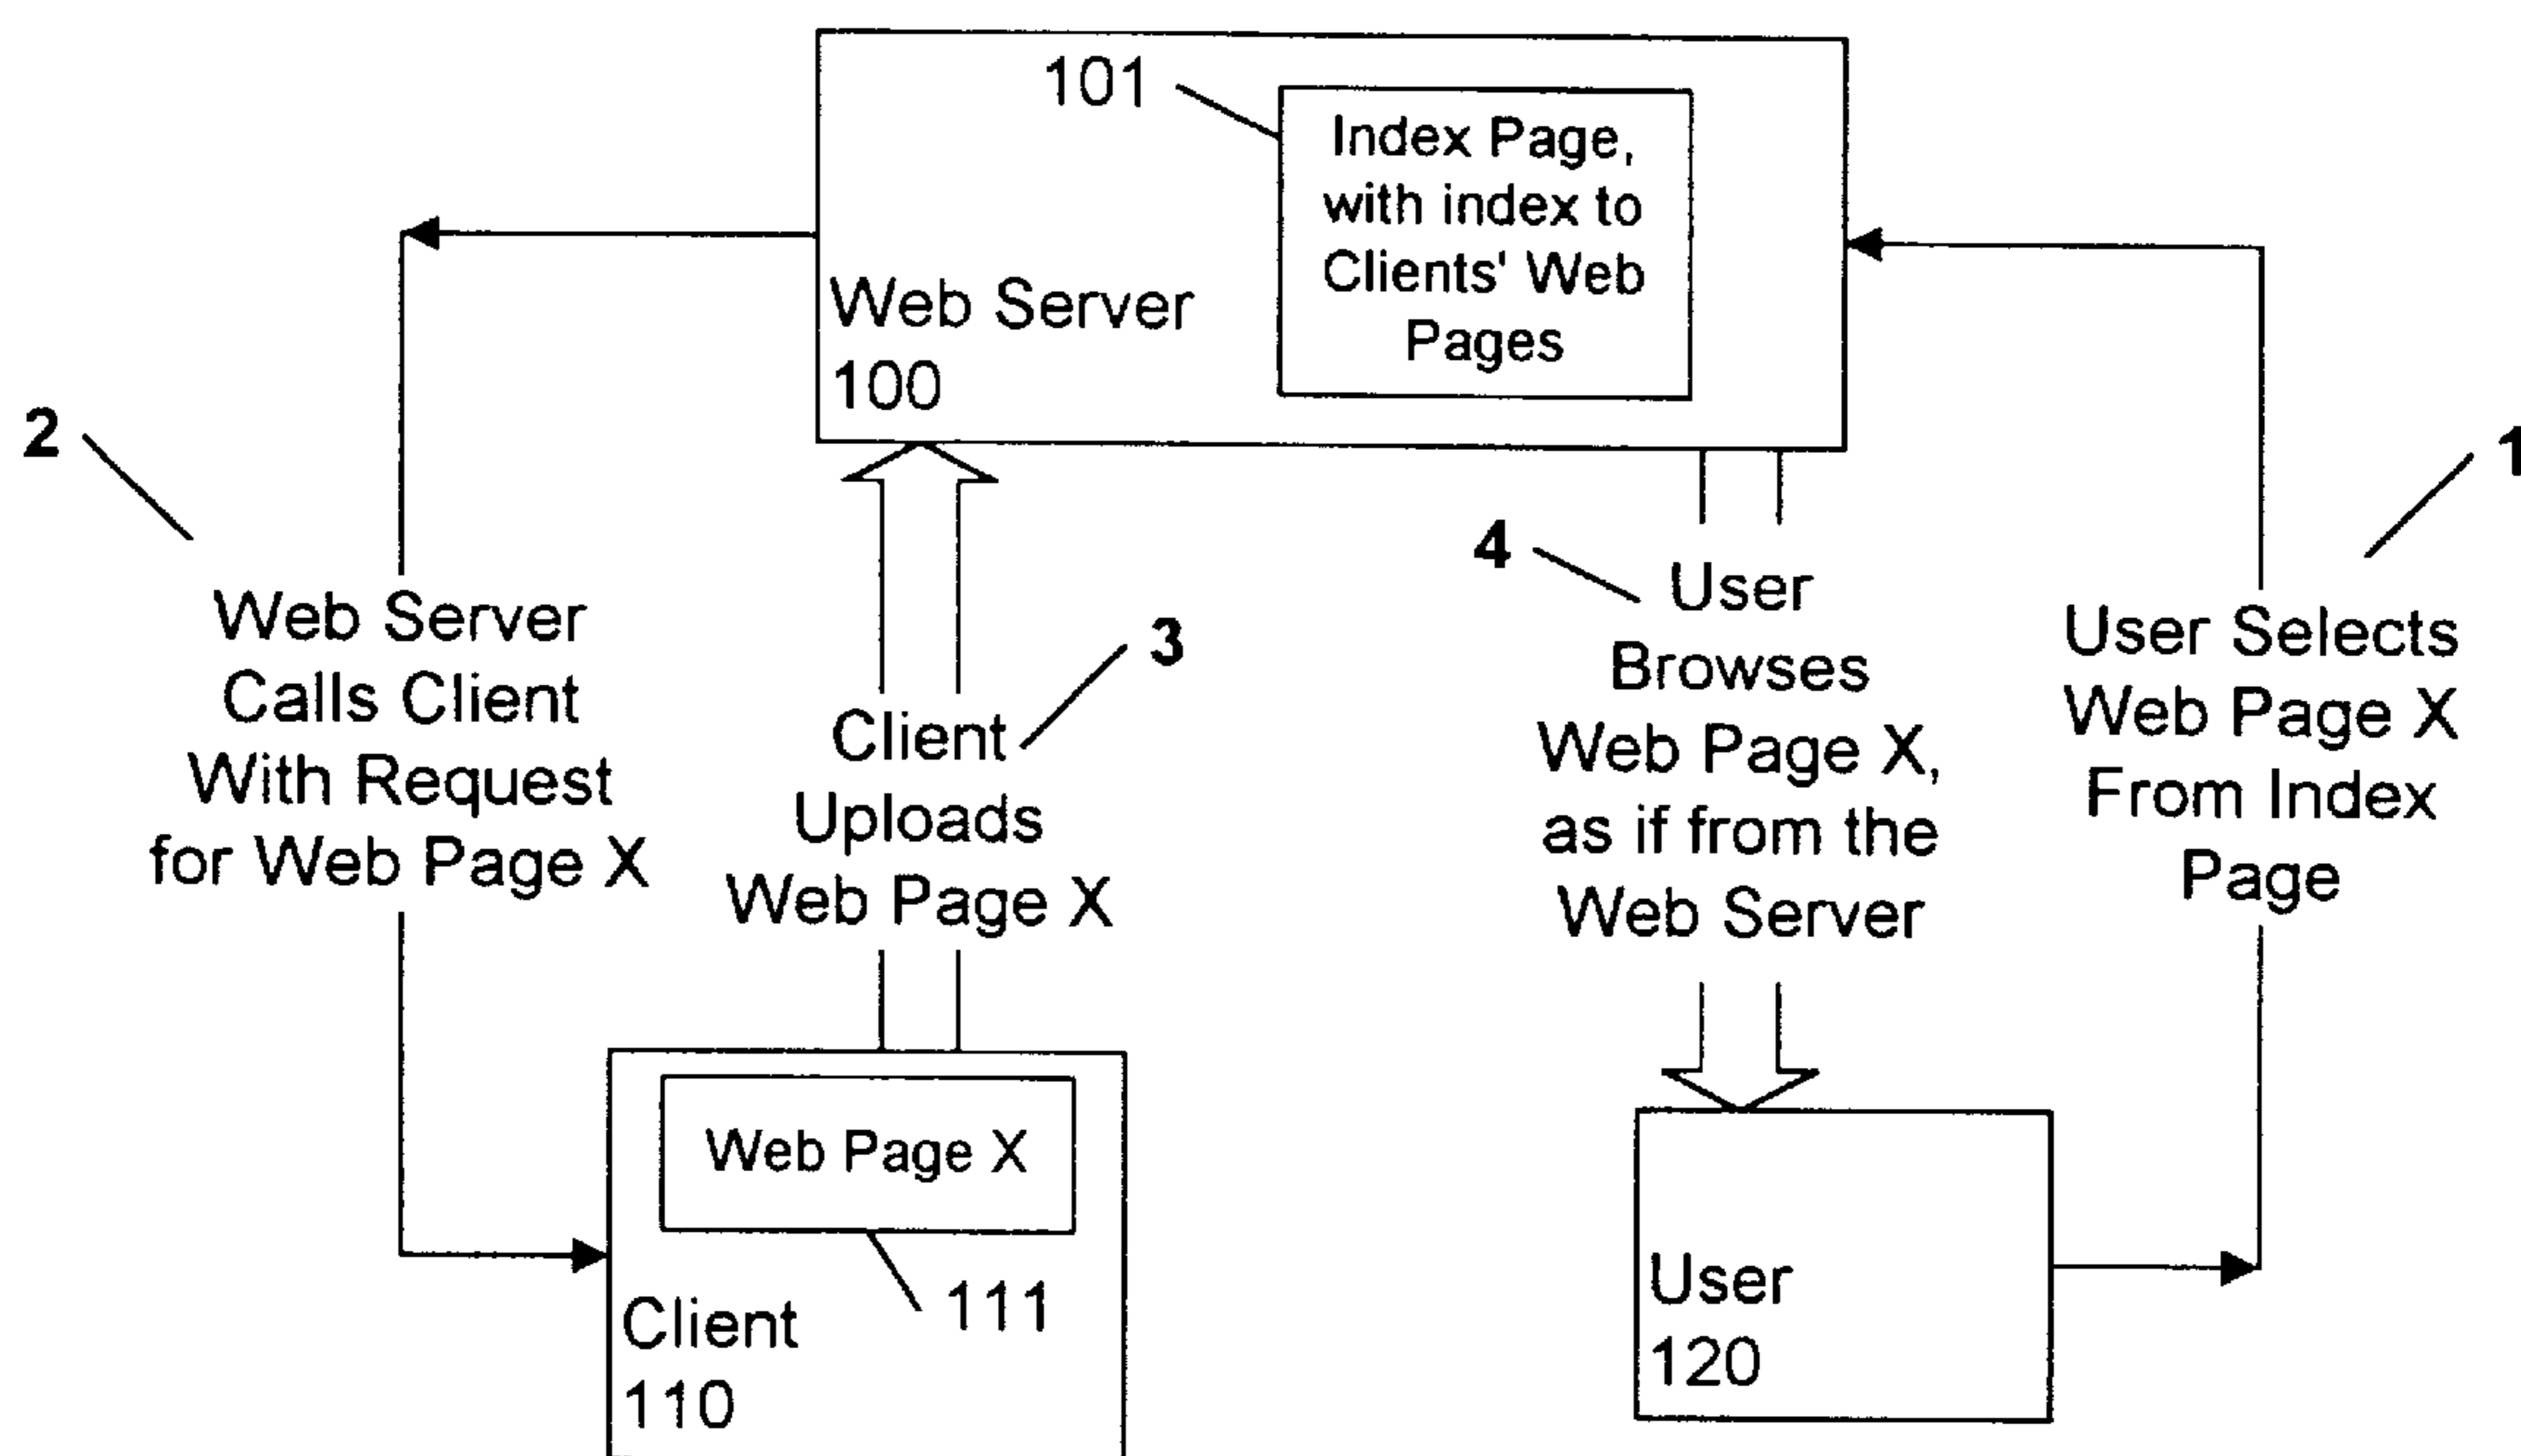 101
Index Page,
with index to
Clients' Web
Pages
Web Server
100
2
1
4
3
Web Server
Calls Client
With Request
for Web Page X
Client
Uploads
Web Page X
User
Browses
Web Page X,
as if from the
Web Server
User Selects
Web Page X
From Index
Page
Web Page X
111
Client
110
User
120